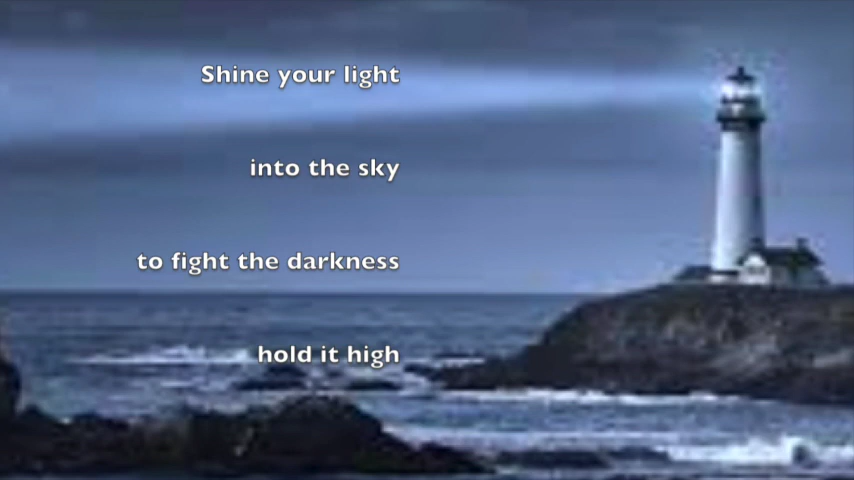 Shine your light
into the sky
to fight the darkness
hold it high